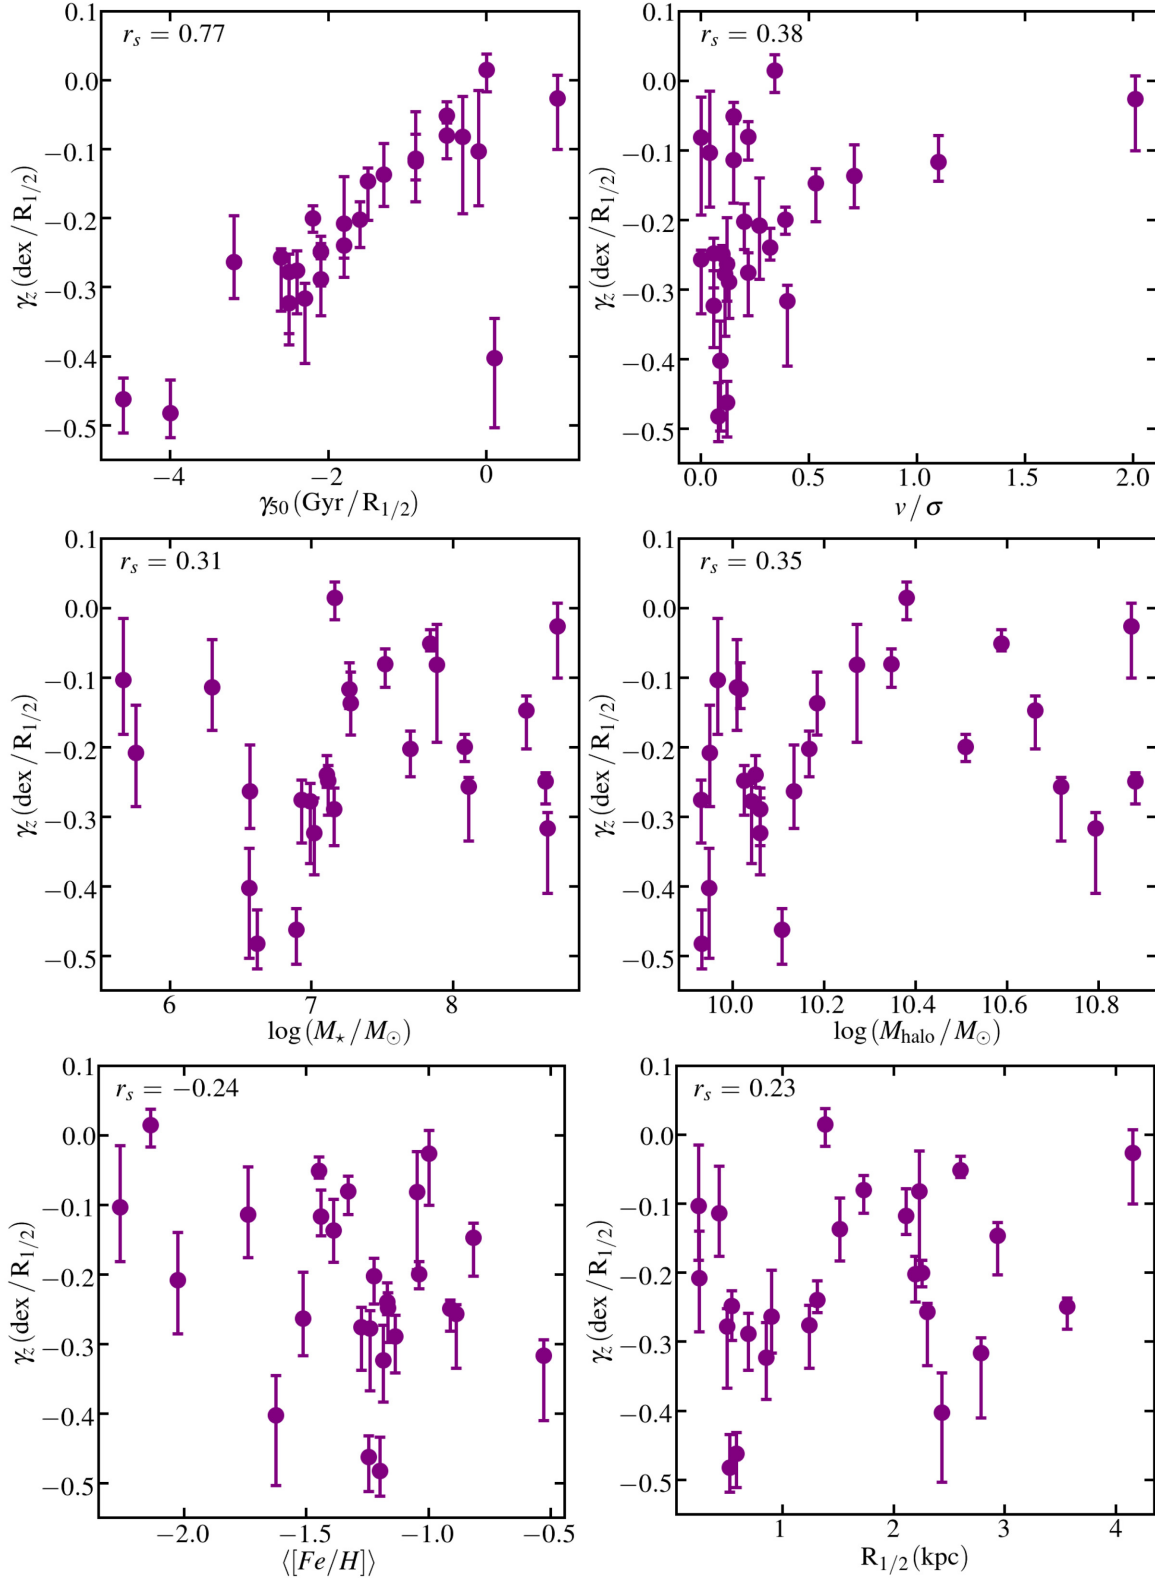 r_s = 0.77
0.1
0.0
−0.1
−0.2
−0.3
−0.4
−0.5
γ_z (dex / R_1/2)
−4 −2 0
γ_50 (Gyr / R_1/2)
r_s = 0.38
0.1
0.0
−0.1
−0.2
−0.3
−0.4
−0.5
γ_z (dex / R_1/2)
0.0 0.5 1.0 1.5 2.0
v / σ
r_s = 0.31
0.1
0.0
−0.1
−0.2
−0.3
−0.4
−0.5
γ_z (dex / R_1/2)
6 7 8
log (M_⋆ / M_⊙)
r_s = 0.35
0.1
0.0
−0.1
−0.2
−0.3
−0.4
−0.5
γ_z (dex / R_1/2)
10.0 10.2 10.4 10.6 10.8
log (M_halo / M_⊙)
r_s = −0.24
0.1
0.0
−0.1
−0.2
−0.3
−0.4
−0.5
γ_z (dex / R_1/2)
−2.0 −1.5 −1.0 −0.5
⟨[Fe/H]⟩
r_s = 0.23
0.1
0.0
−0.1
−0.2
−0.3
−0.4
−0.5
γ_z (dex / R_1/2)
1 2 3 4
R_1/2 (kpc)